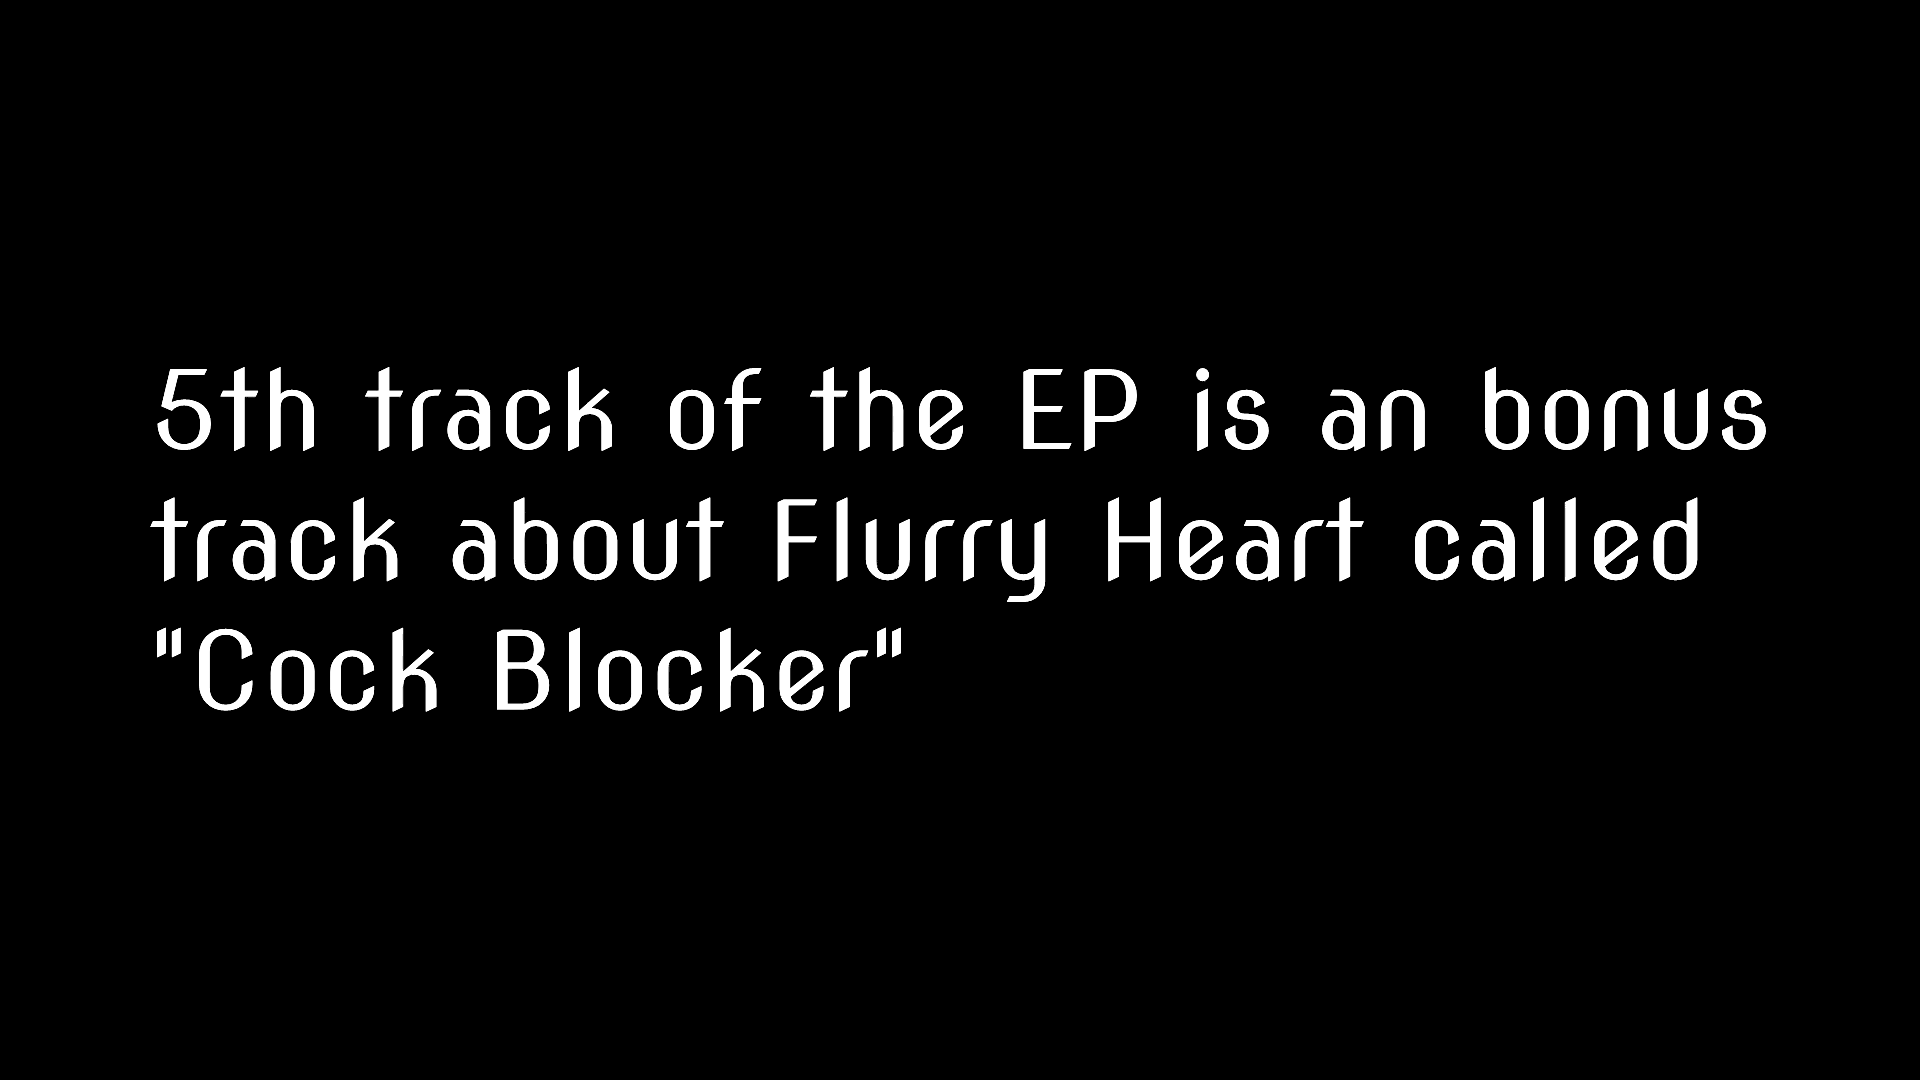 5th track of the EP is an bonus
track about Flurry Heart called
"Cock Blocker"